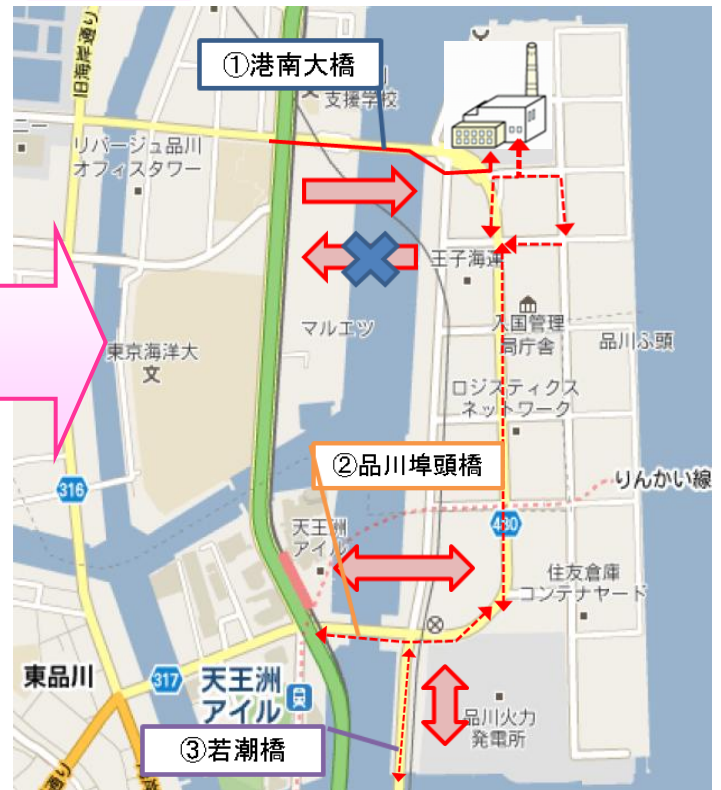 旧海岸通り
①港南大橋
支援学校
ニー
リバージュ品川
オフィスタワー
王子海運
マルエツ
入国管理
局庁舎
品川ふ頭
東京海洋大
文
ロジスティクス
ネットワーク
②品川埠頭橋
りんかい線
316
天王洲
アイル
480
住友倉庫
コンテナヤード
東品川
317
天王洲
アイル
品川火力
発電所
③若潮橋
通り